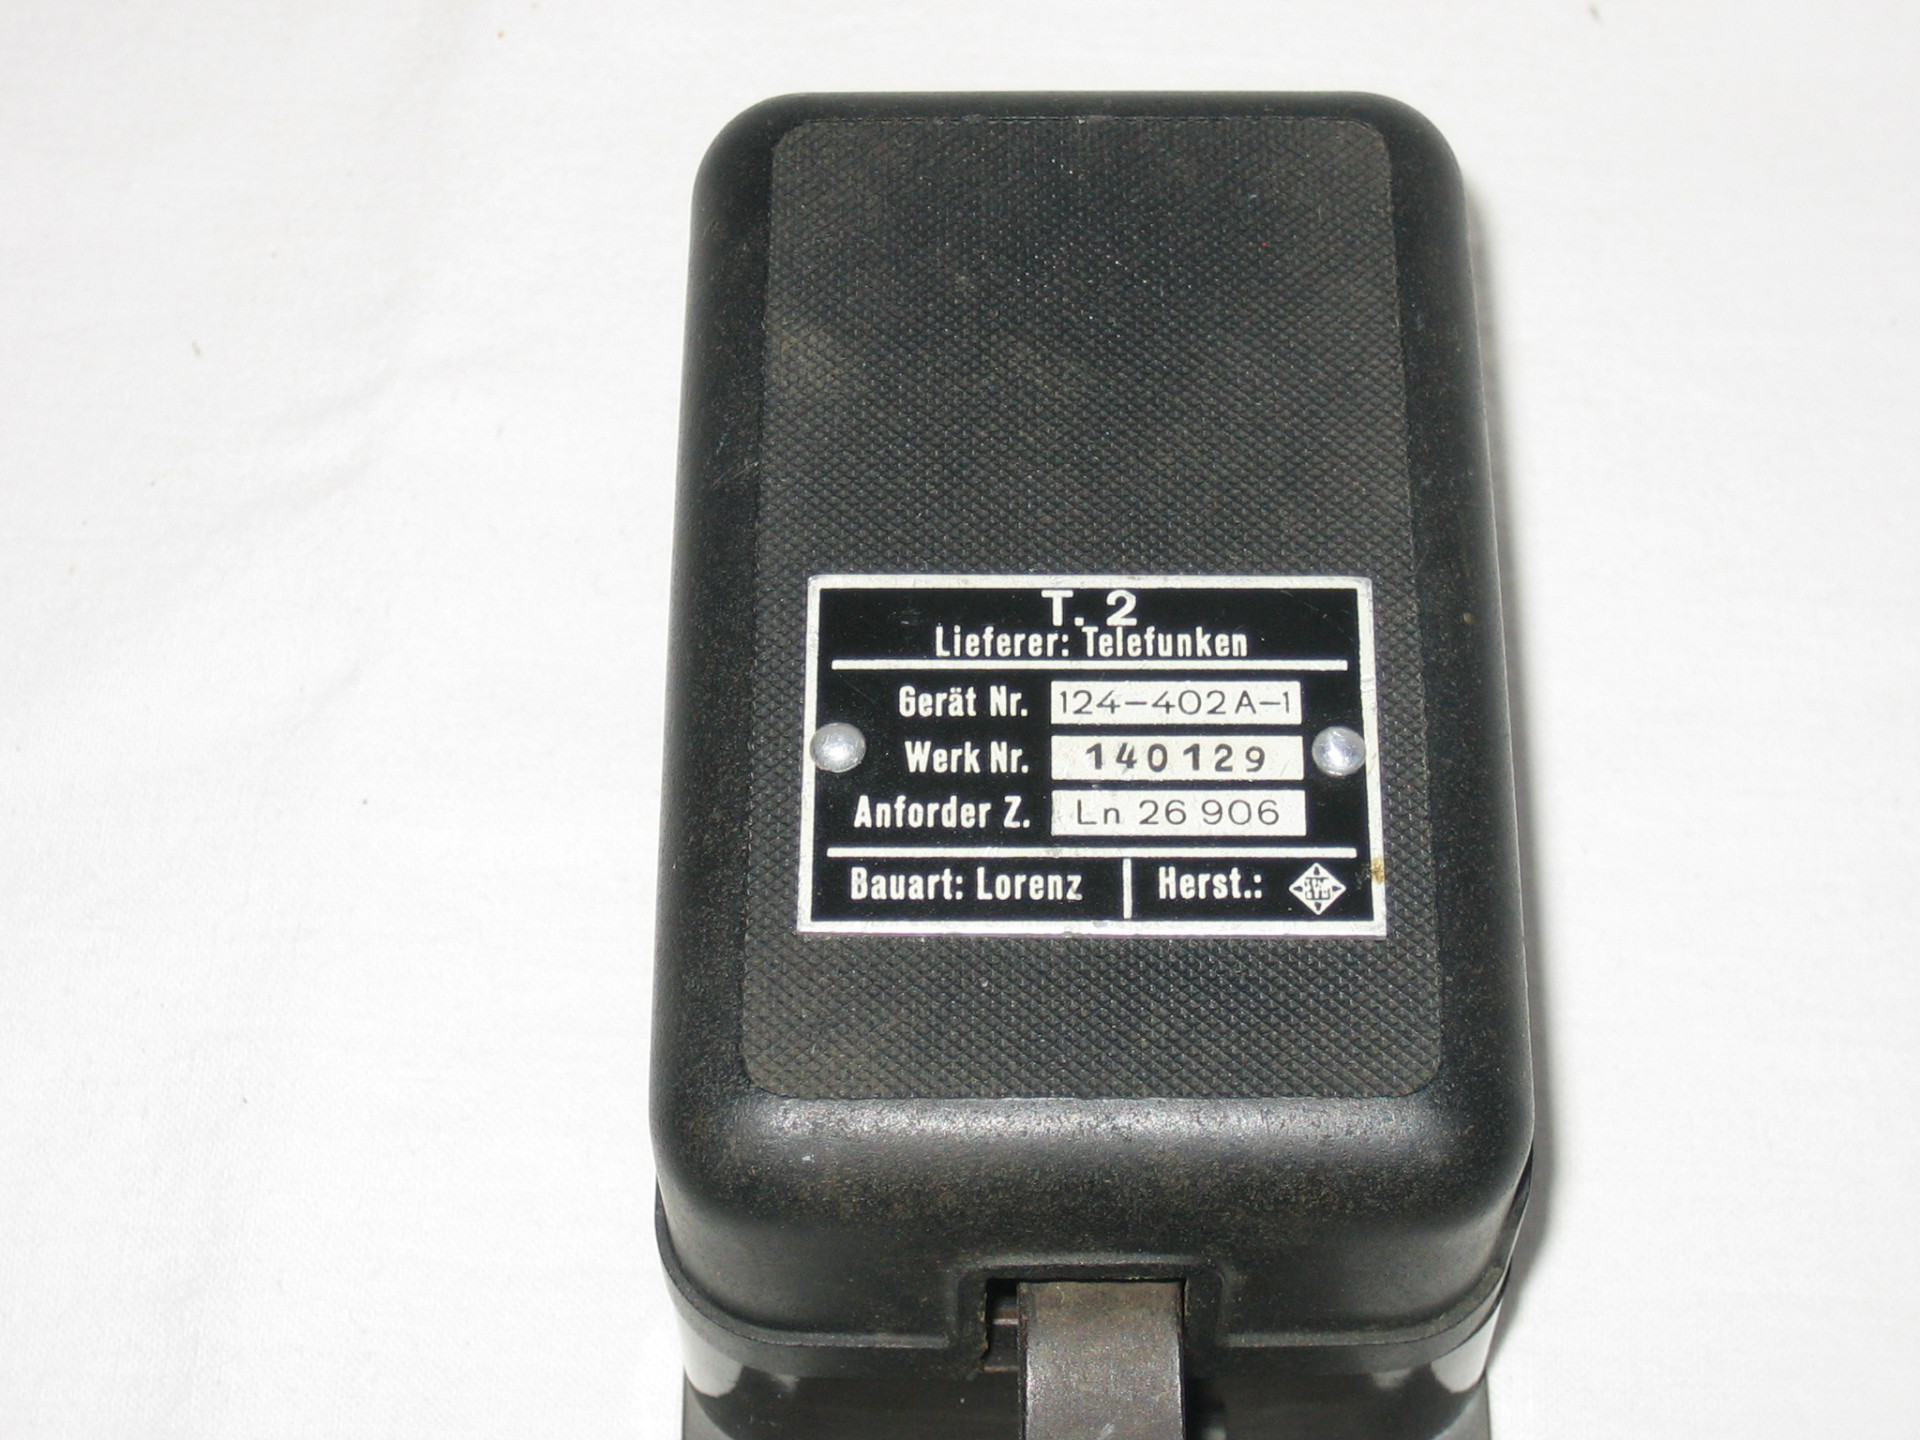 T. 2
Lieferer: Telefunken
Gerät Nr. 124-402A-1
Werk Nr. 140129
Anforder Z. Ln 26 906
Bauart: Lorenz Herst.: